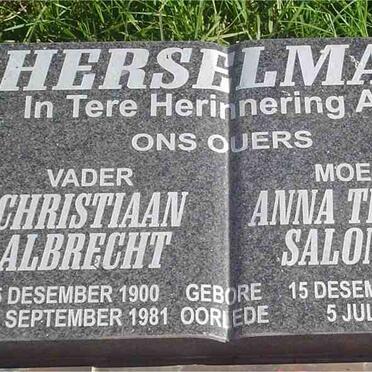 HERSELMA
In Tere Herinnering A
ONS OUERS
VADER MOE
CHRISTIAAN ANNA T
ALBRECHT SALO
5 DESEMBER 1900 GEBORE 15 DESEM
SEPTEMBER 1981 OORLEDE 5 JUL